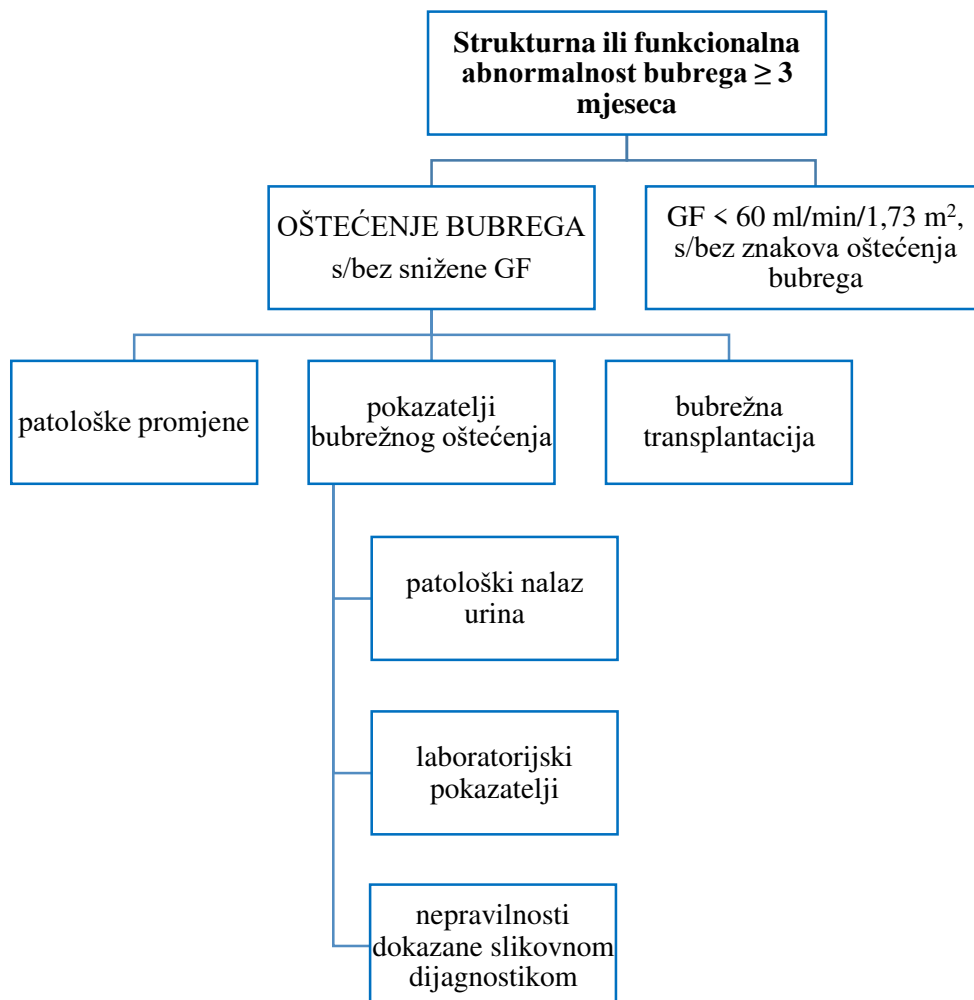 Strukturna ili funkcionalna
abnormalnost bubrega ≥ 3
mjeseca
OŠTEĆENJE BUBREGA
s/bez snižene GF
GF < 60 ml/min/1,73 m²,
s/bez znakova oštećenja
bubrega
patološke promjene
pokazatelji
bubrežnog oštećenja
bubrežna
transplantacija
patološki nalaz
urina
laboratorijski
pokazatelji
nepravilnosti
dokazane slikovnom
dijagnostikom